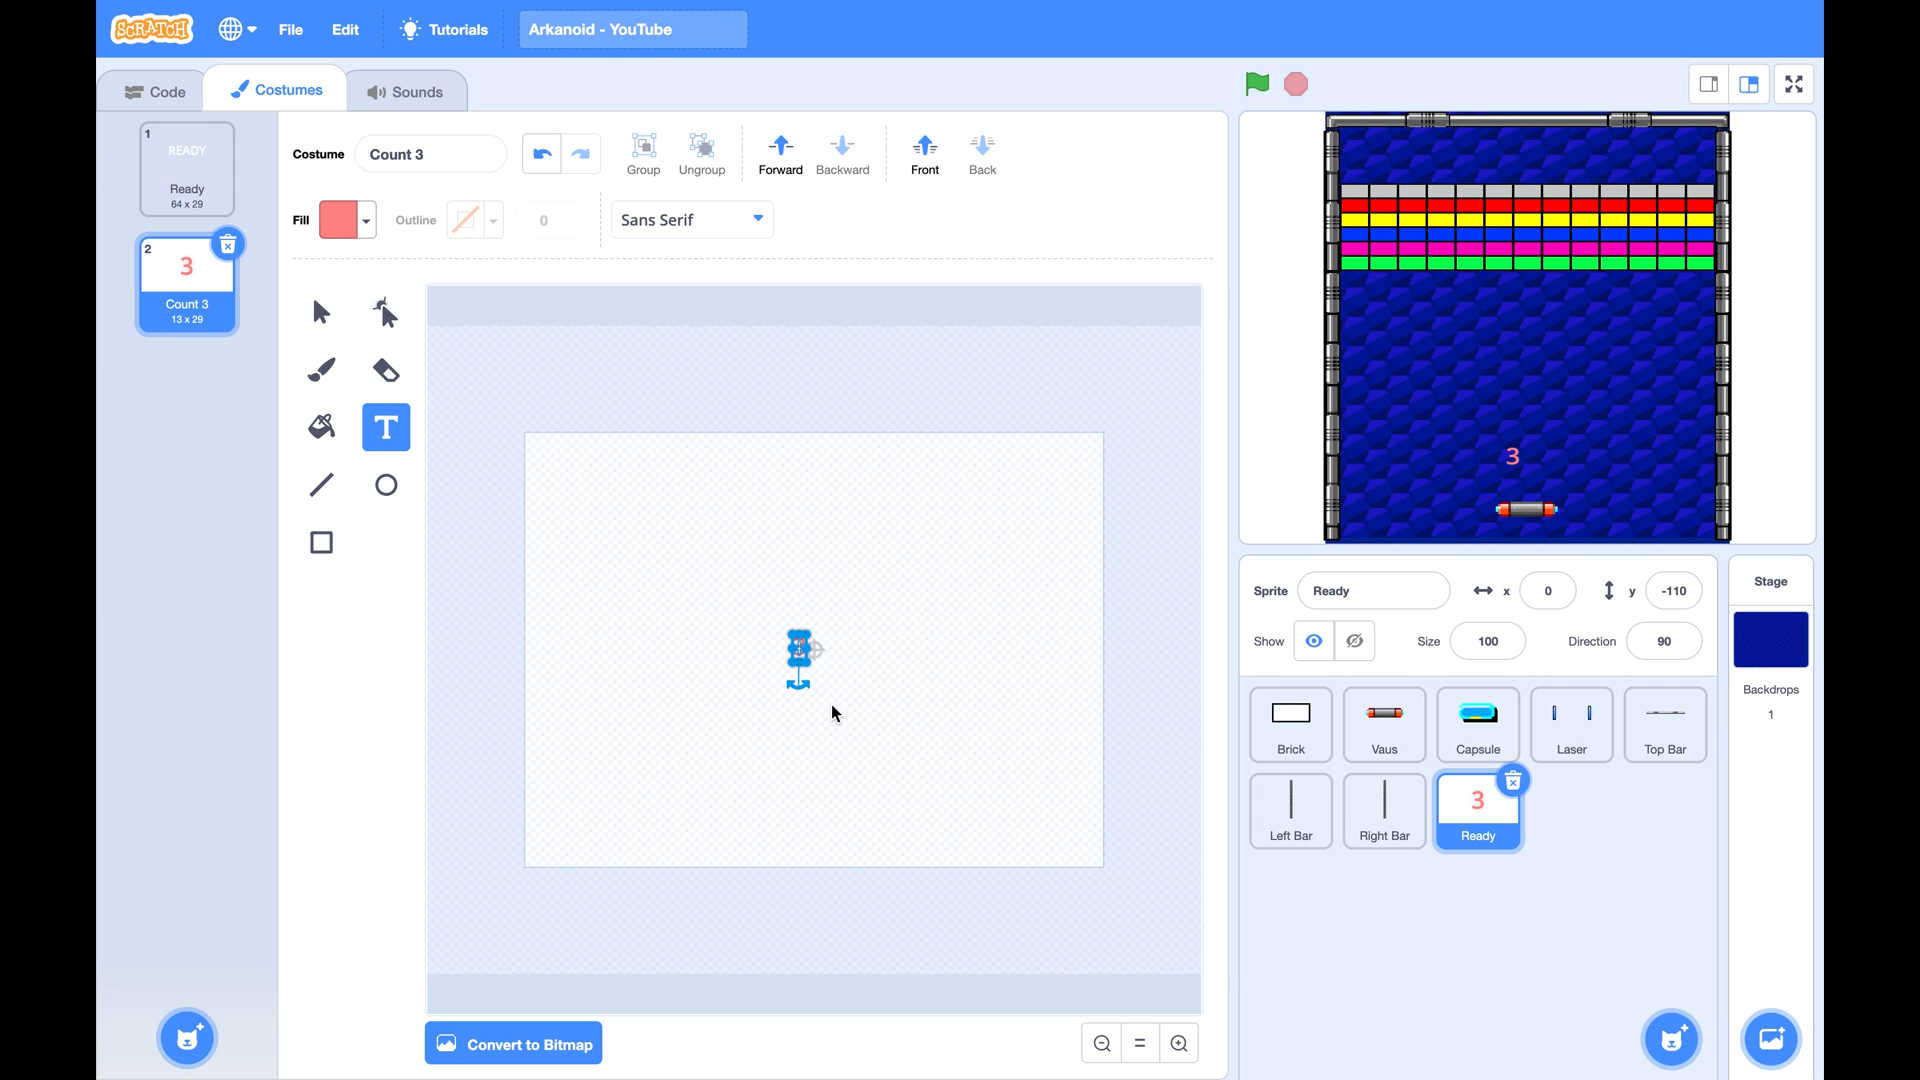 SCRATCH
File
Edit
Tutorials
Arkanoid - YouTube
Code
Costumes
Sounds
1
READY
Ready
64 x 29
2
3
Count 3
13 x 29
Costume
Count 3
Group
Ungroup
Forward
Backward
Front
Back
Fill
Outline
0
Sans Serif
T
Convert to Bitmap
=
3
Sprite
Ready
x
0
y
-110
Show
Size
100
Direction
90
Brick
Vaus
Capsule
Laser
Top Bar
Left Bar
Right Bar
3
Ready
Stage
Backdrops
1